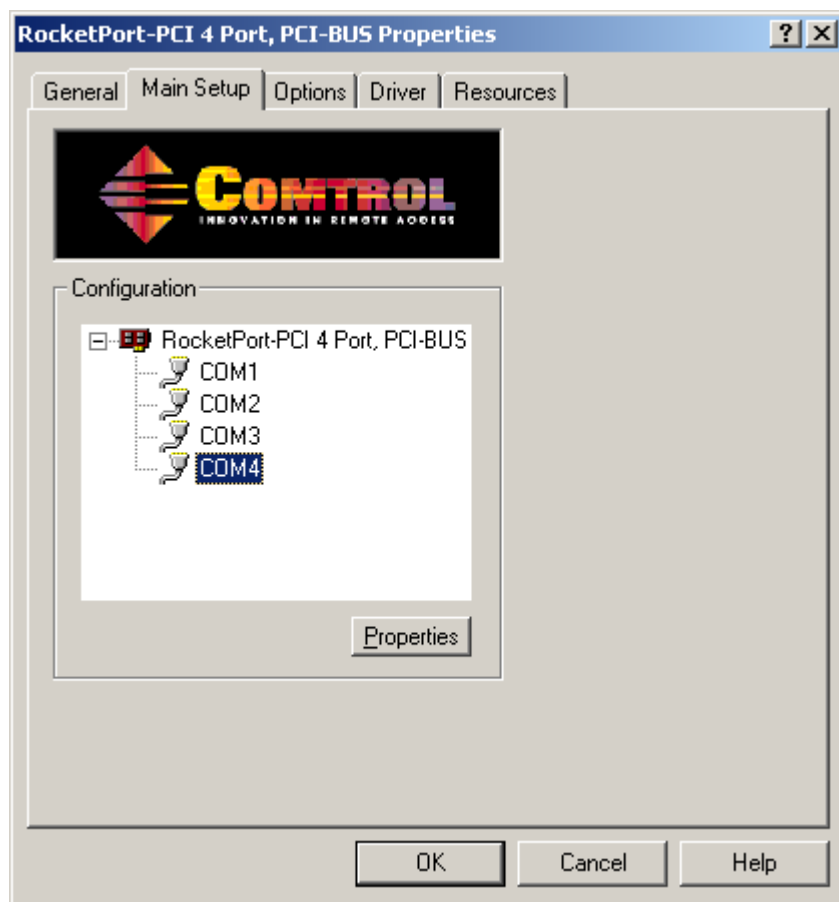 RocketPort-PCI 4 Port, PCI-BUS Properties
General Main Setup Options Driver Resources
COMTROL
INNOVATION IN REMOTE ACCESS
Configuration
RocketPort-PCI 4 Port, PCI-BUS
COM1
COM2
COM3
COM4
Properties
OK Cancel Help